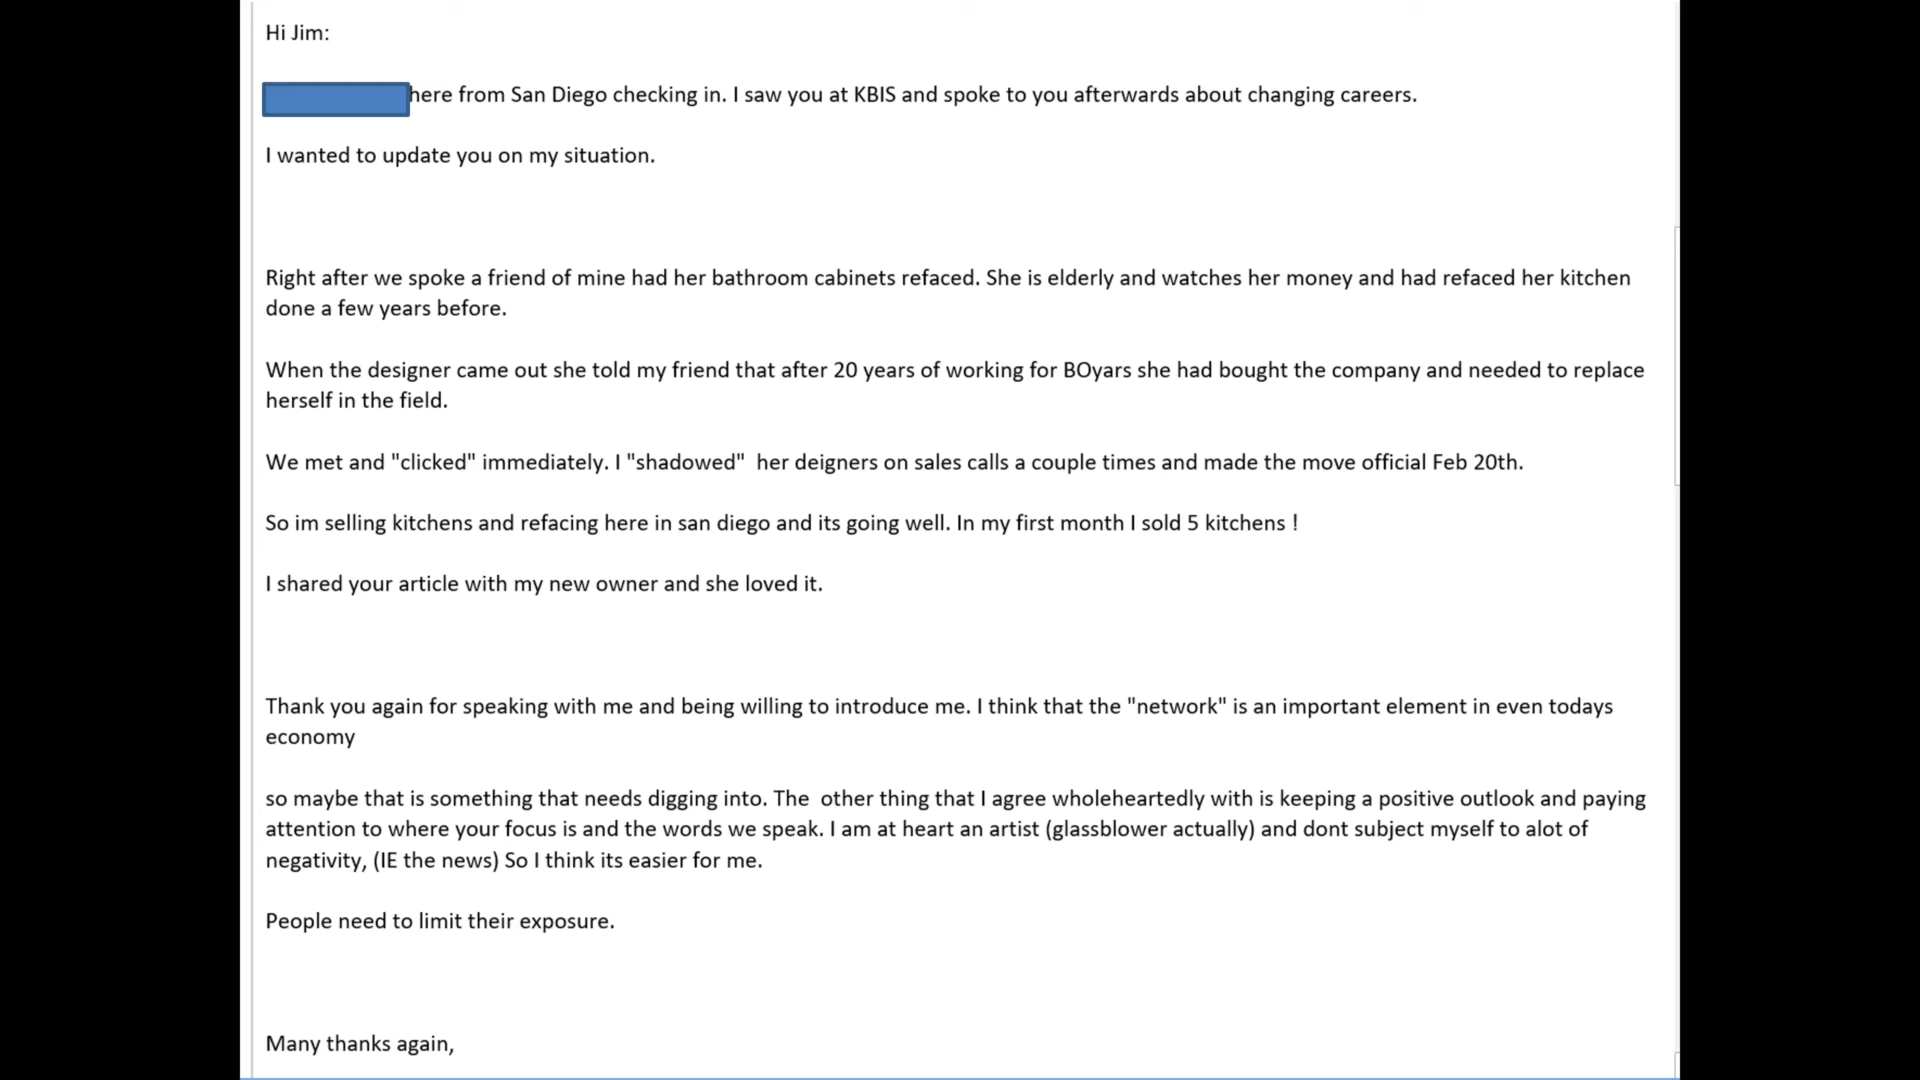 Hi Jim:
here from San Diego checking in. I saw you at KBIS and spoke to you afterwards about changing careers.
I wanted to update you on my situation.
Right after we spoke a friend of mine had her bathroom cabinets refaced. She is elderly and watches her money and had refaced her kitchen
done a few years before.
When the designer came out she told my friend that after 20 years of working for BOyars she had bought the company and needed to replace
herself in the field.
We met and "clicked" immediately. I "shadowed"  her deigners on sales calls a couple times and made the move official Feb 20th.
So im selling kitchens and refacing here in san diego and its going well. In my first month I sold 5 kitchens !
I shared your article with my new owner and she loved it.
Thank you again for speaking with me and being willing to introduce me. I think that the "network" is an important element in even todays
economy
so maybe that is something that needs digging into. The  other thing that I agree wholeheartedly with is keeping a positive outlook and paying
attention to where your focus is and the words we speak. I am at heart an artist (glassblower actually) and dont subject myself to alot of
negativity, (IE the news) So I think its easier for me.
People need to limit their exposure.
Many thanks again,